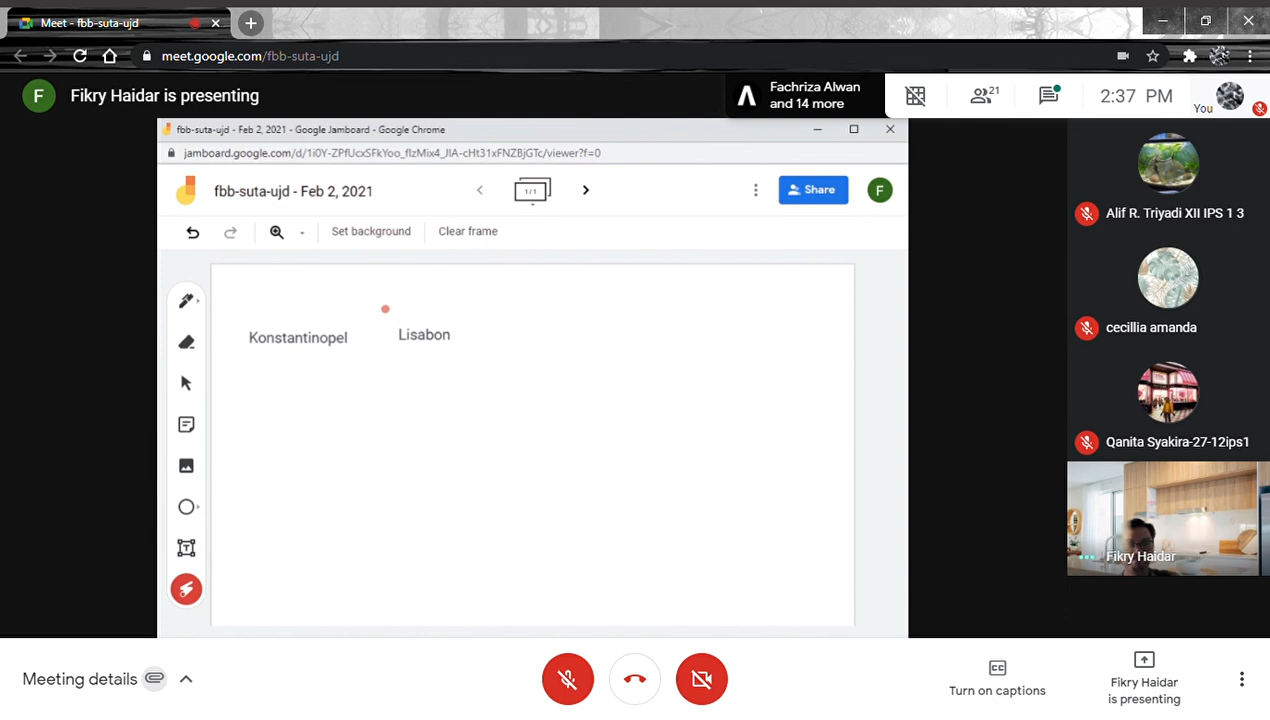 Meet - fbb-suta-ujd
meet.google.com/fbb-suta-ujd
F
Fikry Haidar is presenting
Fachriza Alwan
and 14 more
21
2:37 PM
You
fbb-suta-ujd - Feb 2, 2021 - Google Jamboard - Google Chrome
jamboard.google.com/d/1i0Y-ZPfUcxSFkYoo_flzMix4_JIA-cHt31xFNZBjGTc/viewer?f=0
fbb-suta-ujd - Feb 2, 2021
1/1
Share
F
Set background
Clear frame
Konstantinopel
Lisabon
Alif R. Triyadi XII IPS 1 3
cecillia amanda
Qanita Syakira-27-12ips1
Fikry Haidar
Meeting details
Turn on captions
Fikry Haidar
is presenting